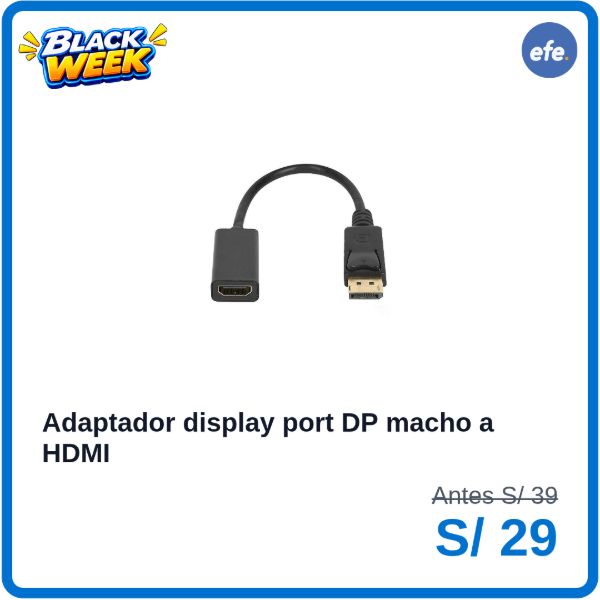 BLACK
WEEK
efe.
Adaptador display port DP macho a
HDMI
Antes S/ 39
S/ 29